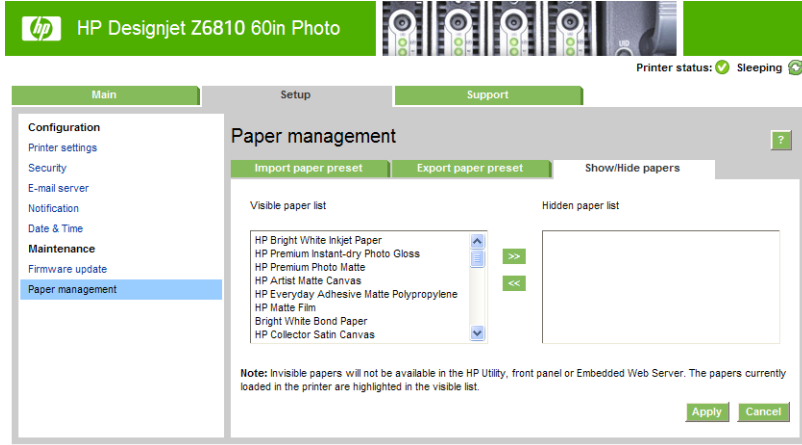 hp HP Designjet Z6810 60in Photo
UID
Printer status: Sleeping
Main Setup Support
Configuration
Printer settings
Security
E-mail server
Notification
Date & Time
Maintenance
Firmware update
Paper management
Paper management
?
Import paper preset Export paper preset Show/Hide papers
Visible paper list Hidden paper list
HP Bright White Inkjet Paper
HP Premium Instant-dry Photo Gloss
HP Premium Photo Matte
HP Artist Matte Canvas
HP Everyday Adhesive Matte Polypropylene
HP Matte Film
Bright White Bond Paper
HP Collector Satin Canvas
>>
<<
Note: Invisible papers will not be available in the HP Utility, front panel or Embedded Web Server. The papers currently
loaded in the printer are highlighted in the visible list.
Apply Cancel